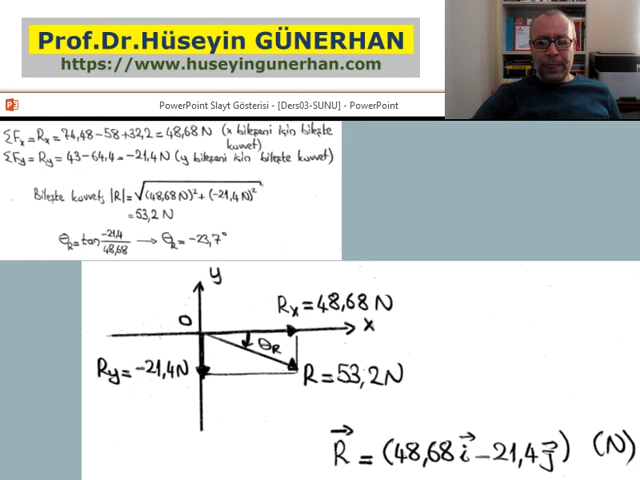 Prof.Dr.Hüseyin GÜNERHAN
https://www.huseyingunerhan.com
PowerPoint Slayt Gösterisi - [Ders03-SUNU] - PowerPoint
ΣFx = Rx = 74,48-58+32,2 = 48,68 N (x bileşeni için bileşke kuvvet)
ΣFy = Ry = 43-64,4 = -21,4 N (y bileşeni için bileşke kuvvet)
Bileşke kuvvet, |R| = √(48,68 N)² + (-21,4 N)²
= 53,2 N
θR = tan -21,4/48,68 → θR = -23,7°
y
Rx = 48,68 N
O
x
θR
Ry = -21,4 N
R = 53,2 N
R⃗ = (48,68 i⃗ - 21,4 j⃗) (N)